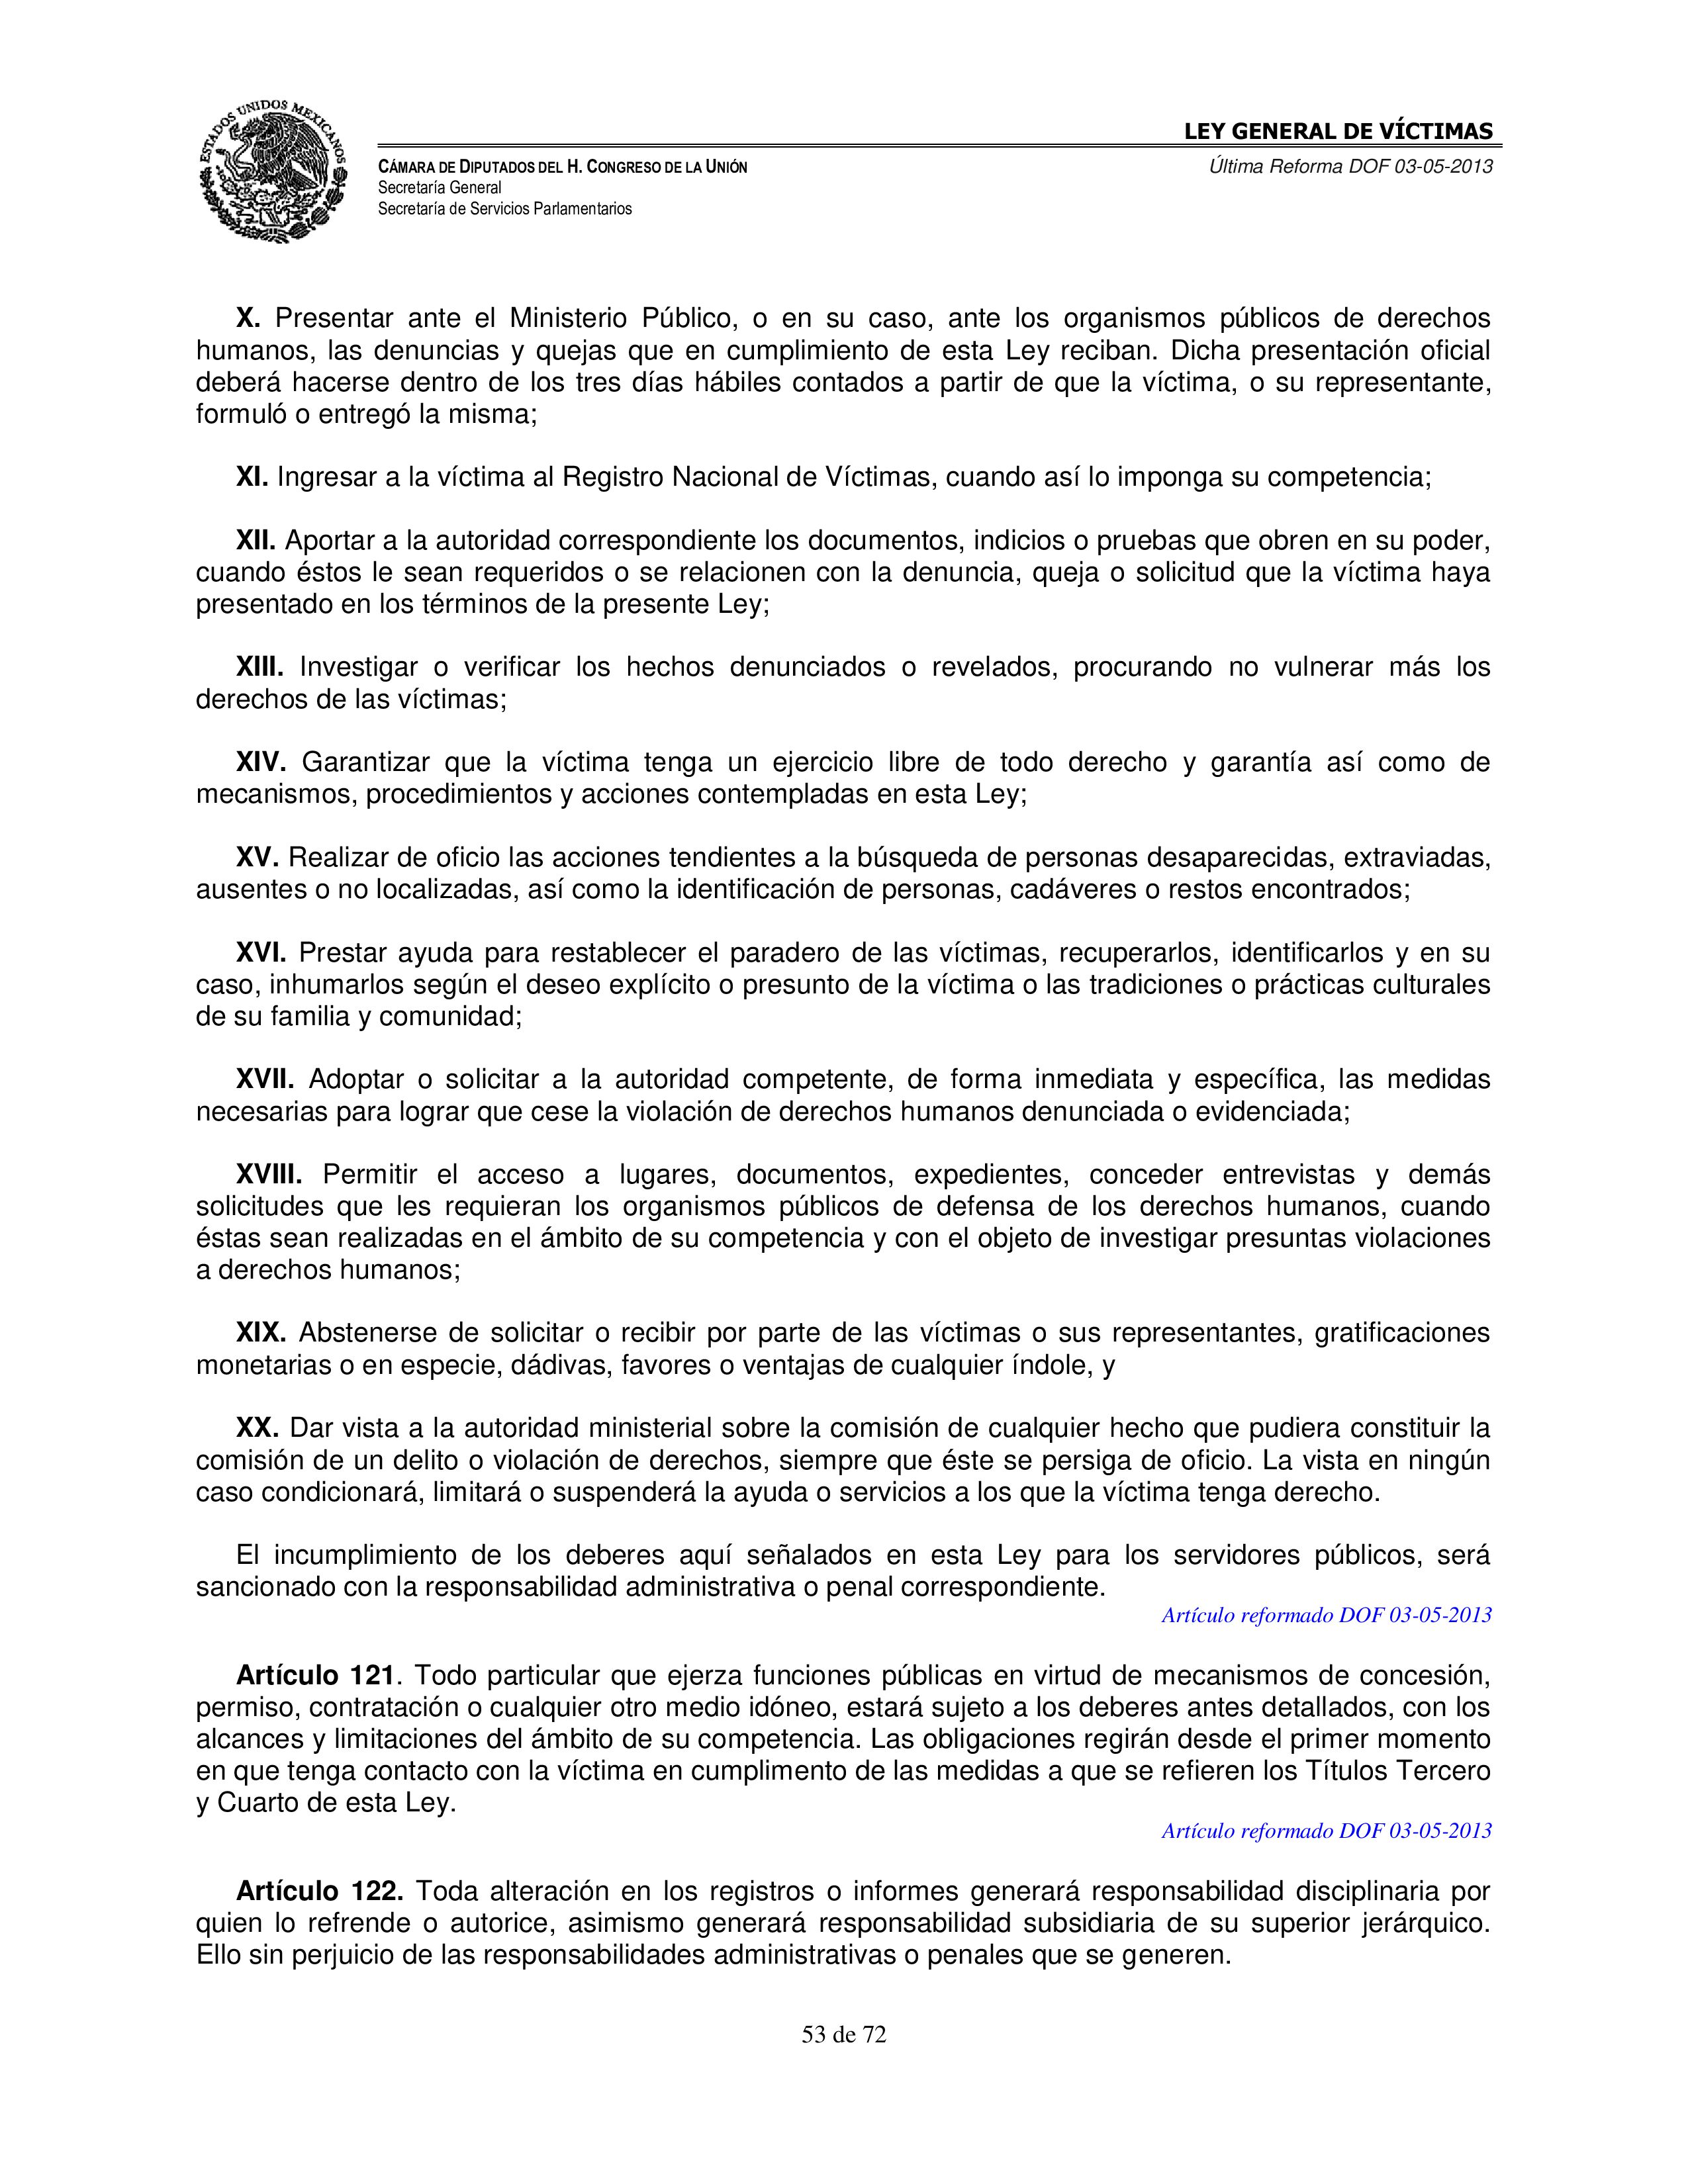 ESTADOS UNIDOS MEXICANOS
LEY GENERAL DE VÍCTIMAS
CÁMARA DE DIPUTADOS DEL H. CONGRESO DE LA UNIÓN
Última Reforma DOF 03-05-2013
Secretaría General
Secretaría de Servicios Parlamentarios
X. Presentar ante el Ministerio Público, o en su caso, ante los organismos públicos de derechos
humanos, las denuncias y quejas que en cumplimiento de esta Ley reciban. Dicha presentación oficial
deberá hacerse dentro de los tres días hábiles contados a partir de que la víctima, o su representante,
formuló o entregó la misma;
XI. Ingresar a la víctima al Registro Nacional de Víctimas, cuando así lo imponga su competencia;
XII. Aportar a la autoridad correspondiente los documentos, indicios o pruebas que obren en su poder,
cuando éstos le sean requeridos o se relacionen con la denuncia, queja o solicitud que la víctima haya
presentado en los términos de la presente Ley;
XIII. Investigar o verificar los hechos denunciados o revelados, procurando no vulnerar más los
derechos de las víctimas;
XIV. Garantizar que la víctima tenga un ejercicio libre de todo derecho y garantía así como de
mecanismos, procedimientos y acciones contempladas en esta Ley;
XV. Realizar de oficio las acciones tendientes a la búsqueda de personas desaparecidas, extraviadas,
ausentes o no localizadas, así como la identificación de personas, cadáveres o restos encontrados;
XVI. Prestar ayuda para restablecer el paradero de las víctimas, recuperarlos, identificarlos y en su
caso, inhumarlos según el deseo explícito o presunto de la víctima o las tradiciones o prácticas culturales
de su familia y comunidad;
XVII. Adoptar o solicitar a la autoridad competente, de forma inmediata y específica, las medidas
necesarias para lograr que cese la violación de derechos humanos denunciada o evidenciada;
XVIII. Permitir el acceso a lugares, documentos, expedientes, conceder entrevistas y demás
solicitudes que les requieran los organismos públicos de defensa de los derechos humanos, cuando
éstas sean realizadas en el ámbito de su competencia y con el objeto de investigar presuntas violaciones
a derechos humanos;
XIX. Abstenerse de solicitar o recibir por parte de las víctimas o sus representantes, gratificaciones
monetarias o en especie, dádivas, favores o ventajas de cualquier índole, y
XX. Dar vista a la autoridad ministerial sobre la comisión de cualquier hecho que pudiera constituir la
comisión de un delito o violación de derechos, siempre que éste se persiga de oficio. La vista en ningún
caso condicionará, limitará o suspenderá la ayuda o servicios a los que la víctima tenga derecho.
El incumplimiento de los deberes aquí señalados en esta Ley para los servidores públicos, será
sancionado con la responsabilidad administrativa o penal correspondiente.
Artículo reformado DOF 03-05-2013
Artículo 121. Todo particular que ejerza funciones públicas en virtud de mecanismos de concesión,
permiso, contratación o cualquier otro medio idóneo, estará sujeto a los deberes antes detallados, con los
alcances y limitaciones del ámbito de su competencia. Las obligaciones regirán desde el primer momento
en que tenga contacto con la víctima en cumplimento de las medidas a que se refieren los Títulos Tercero
y Cuarto de esta Ley.
Artículo reformado DOF 03-05-2013
Artículo 122. Toda alteración en los registros o informes generará responsabilidad disciplinaria por
quien lo refrende o autorice, asimismo generará responsabilidad subsidiaria de su superior jerárquico.
Ello sin perjuicio de las responsabilidades administrativas o penales que se generen.
53 de 72